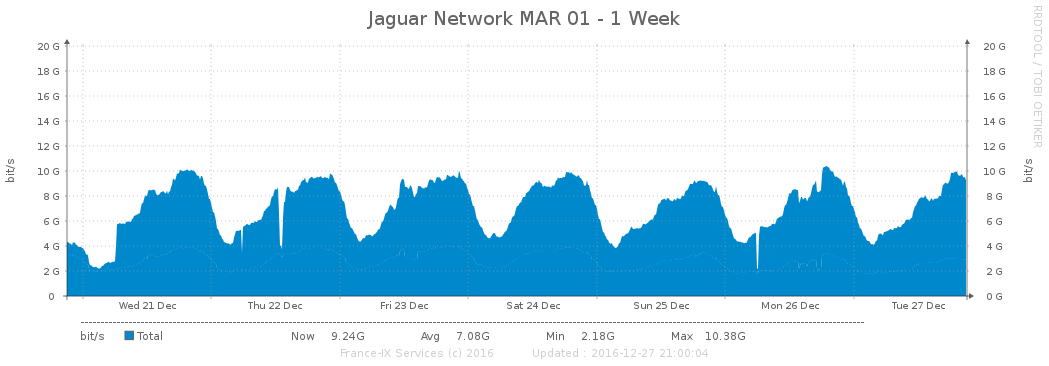 Jaguar Network MAR 01 - 1 Week
RRDTOOL / TOBI OETIKER
bit/s
bit/s
20 G 20 G
18 G 18 G
16 G 16 G
14 G 14 G
12 G 12 G
10 G 10 G
8 G 8 G
6 G 6 G
4 G 4 G
2 G 2 G
0 0 G
Wed 21 Dec Thu 22 Dec Fri 23 Dec Sat 24 Dec Sun 25 Dec Mon 26 Dec Tue 27 Dec
bit/s Total Now 9.24G Avg 7.08G Min 2.18G Max 10.38G
France-IX Services (c) 2016 Updated : 2016-12-27 21:00:04